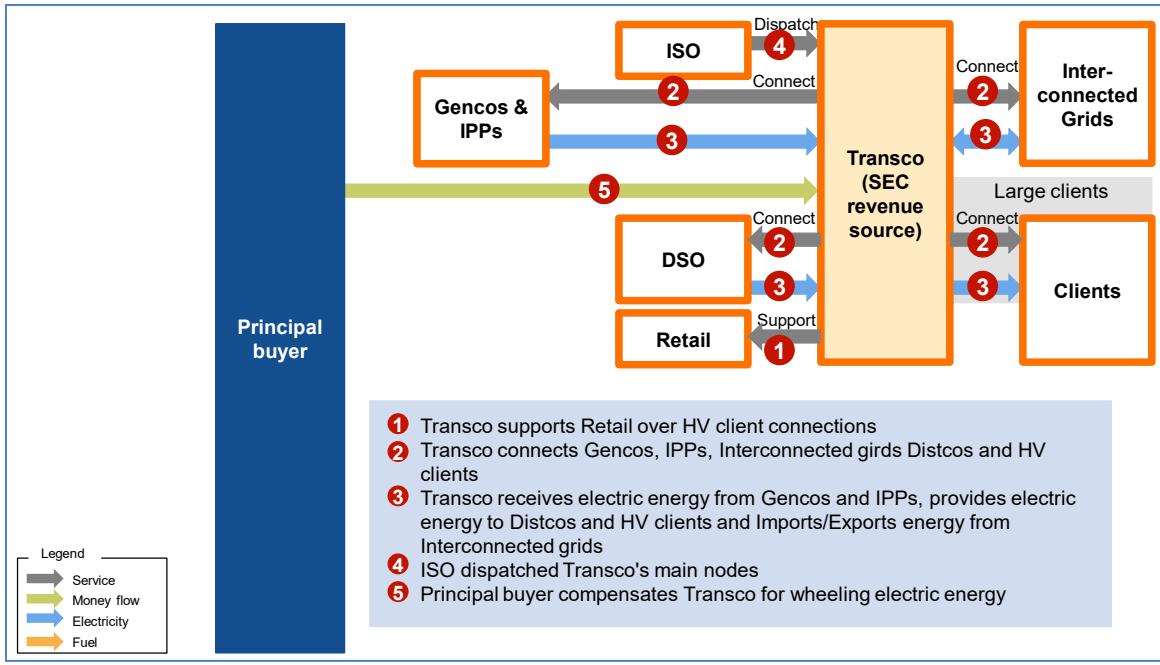 Dispatch
ISO
4
Connect
2
Gencos &
IPPs
3
5
Principal
buyer
Connect
2
DSO
3
Support
Retail
1
Transco
(SEC
revenue
source)
Connect
2
Inter-
connected
Grids
3
Large clients
Connect
2
3
Clients
1 Transco supports Retail over HV client connections
2 Transco connects Gencos, IPPs, Interconnected girds Distcos and HV
clients
3 Transco receives electric energy from Gencos and IPPs, provides electric
energy to Distcos and HV clients and Imports/Exports energy from
Interconnected grids
4 ISO dispatched Transco's main nodes
5 Principal buyer compensates Transco for wheeling electric energy
Legend
Service
Money flow
Electricity
Fuel